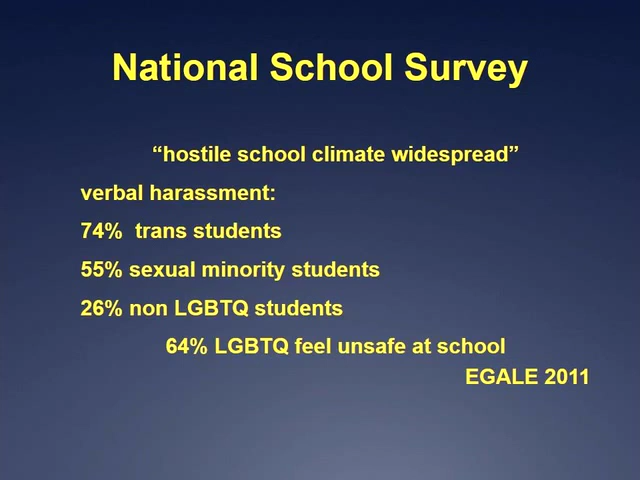 National School Survey
“hostile school climate widespread”
verbal harassment:
74%  trans students
55% sexual minority students
26% non LGBTQ students
64% LGBTQ feel unsafe at school
EGALE 2011